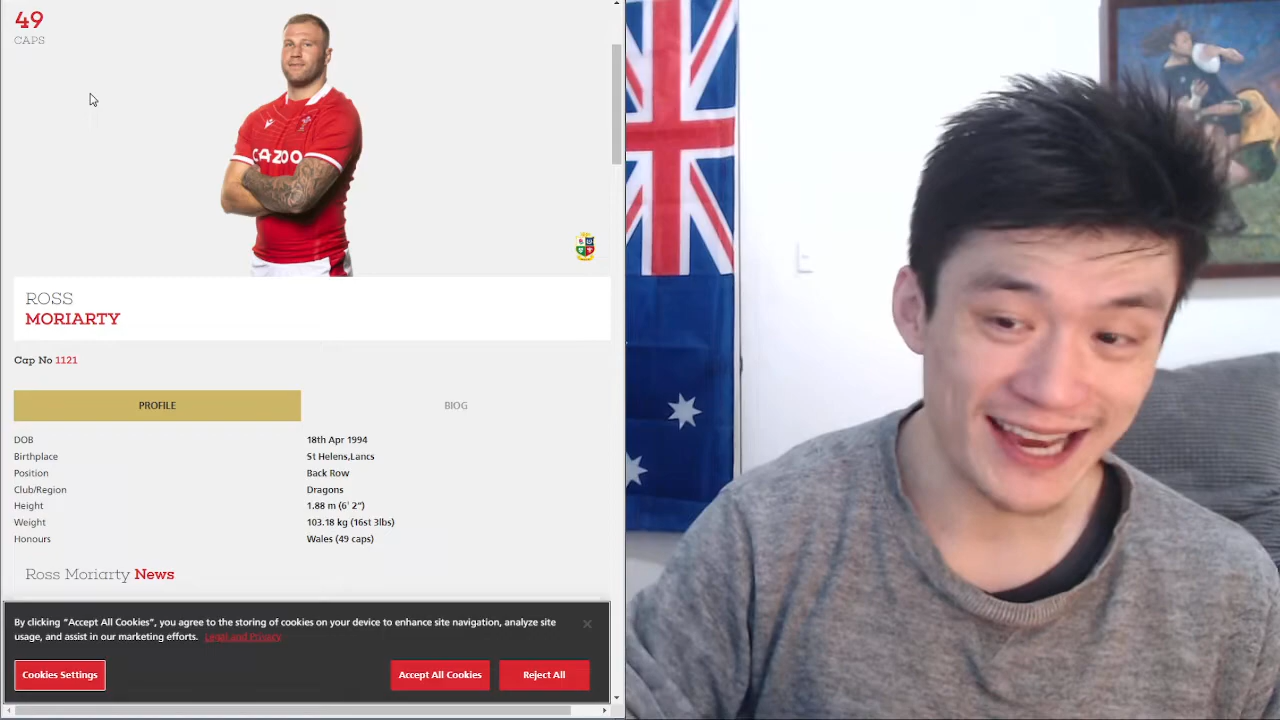 49
CAPS
CAZOO
ROSS
MORIARTY
Cap No 1121
PROFILE
BIOG
DOB 18th Apr 1994
Birthplace St Helens,Lancs
Position Back Row
Club/Region Dragons
Height 1.88 m (6' 2")
Weight 103.18 kg (16st 3lbs)
Honours Wales (49 caps)
Ross Moriarty News
By clicking “Accept All Cookies”, you agree to the storing of cookies on your device to enhance site navigation, analyze site
usage, and assist in our marketing efforts. Legal and Privacy
Cookies Settings
Accept All Cookies
Reject All